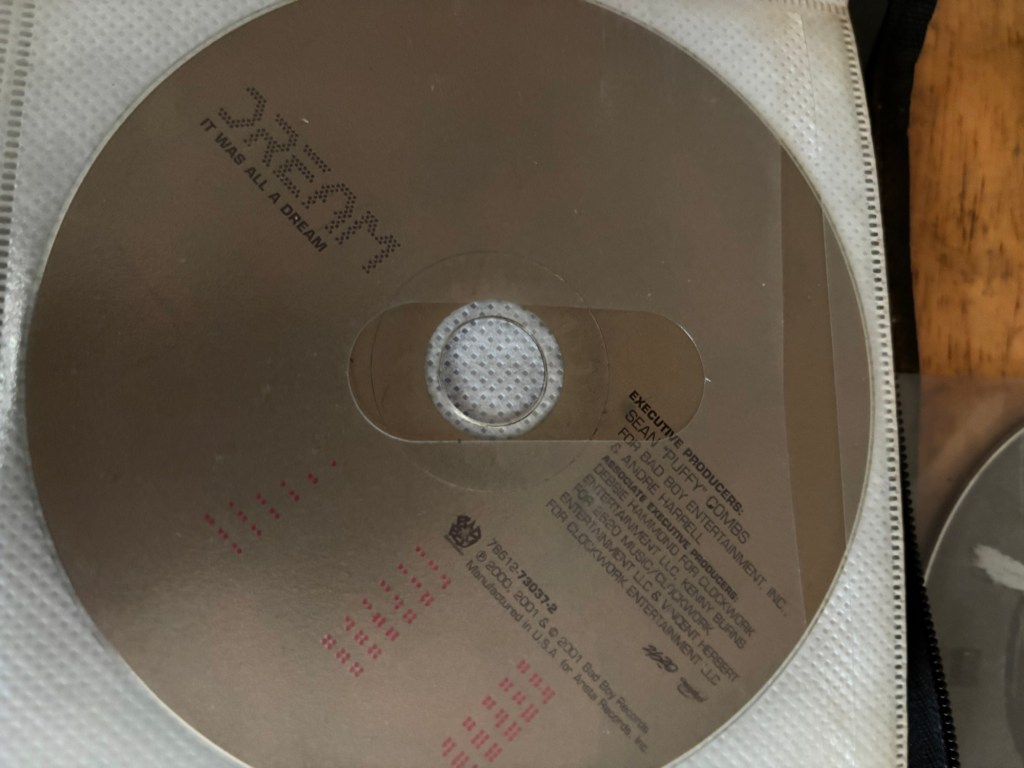 DREAM
IT WAS ALL A DREAM
EXECUTIVE PRODUCERS:
SEAN "PUFFY" COMBS
FOR BAD BOY ENTERTAINMENT INC.
& ANDRE HARRELL
ASSOCIATE EXECUTIVE PRODUCERS:
DEBBIE HAMMOND FOR CLOCKWORK
ENTERTAINMENT LLC, KENNY BURNS
FOR 2620 MUSIC/CLOCKWORK
ENTERTAINMENT LLC & VINCENT HERBERT
FOR CLOCKWORK ENTERTAINMENT LLC
78612-73037-2
℗ 2000, 2001, & © 2001 Bad Boy Records
Manufactured in U.S.A. for Arista Records, Inc.